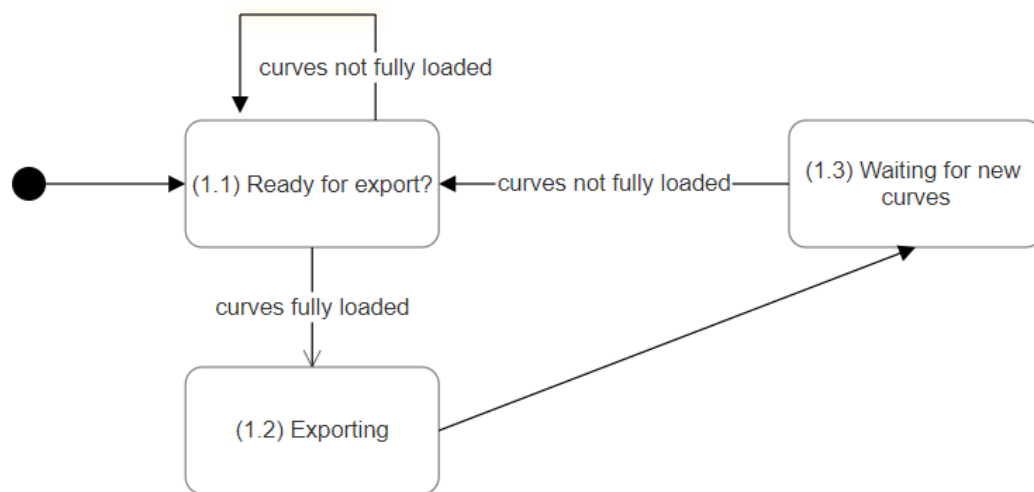 curves not fully loaded
(1.1) Ready for export?
curves not fully loaded
(1.3) Waiting for new
curves
curves fully loaded
(1.2) Exporting